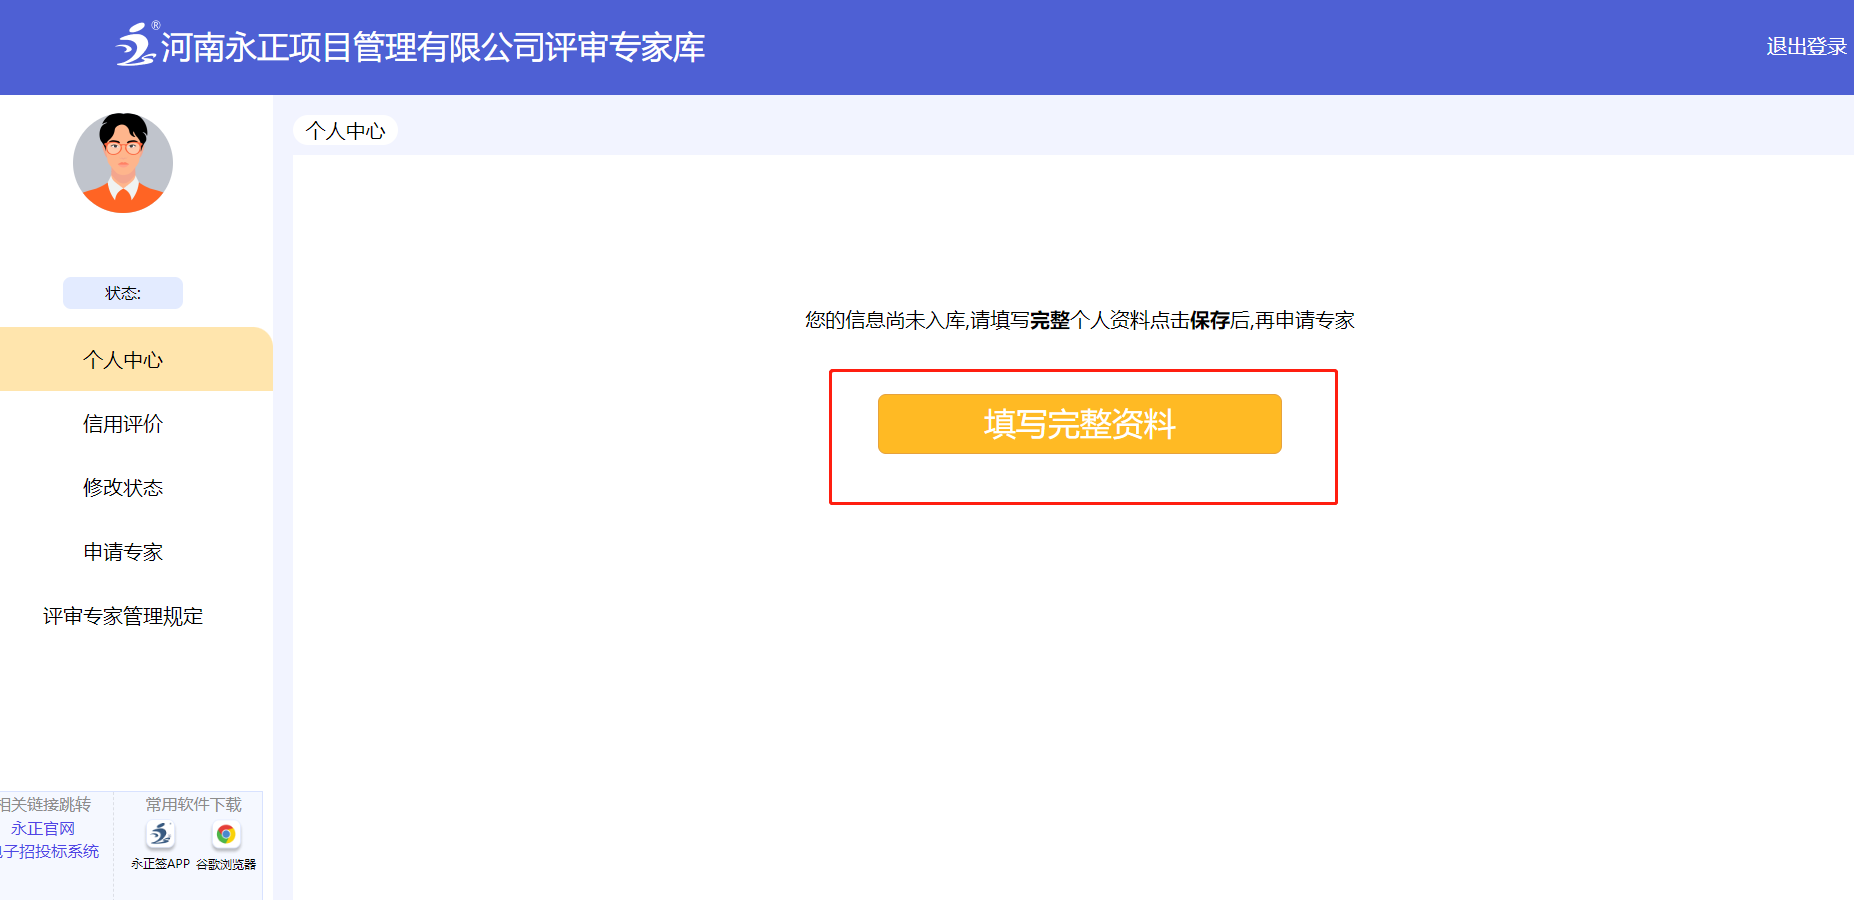 ®
河南永正项目管理有限公司评审专家库
退出登录
个人中心
状态:
个人中心
信用评价
修改状态
申请专家
评审专家管理规定
您的信息尚未入库,请填写完整个人资料点击保存后,再申请专家
填写完整资料
相关链接跳转
永正官网
子招投标系统
常用软件下载
永正签APP
谷歌浏览器